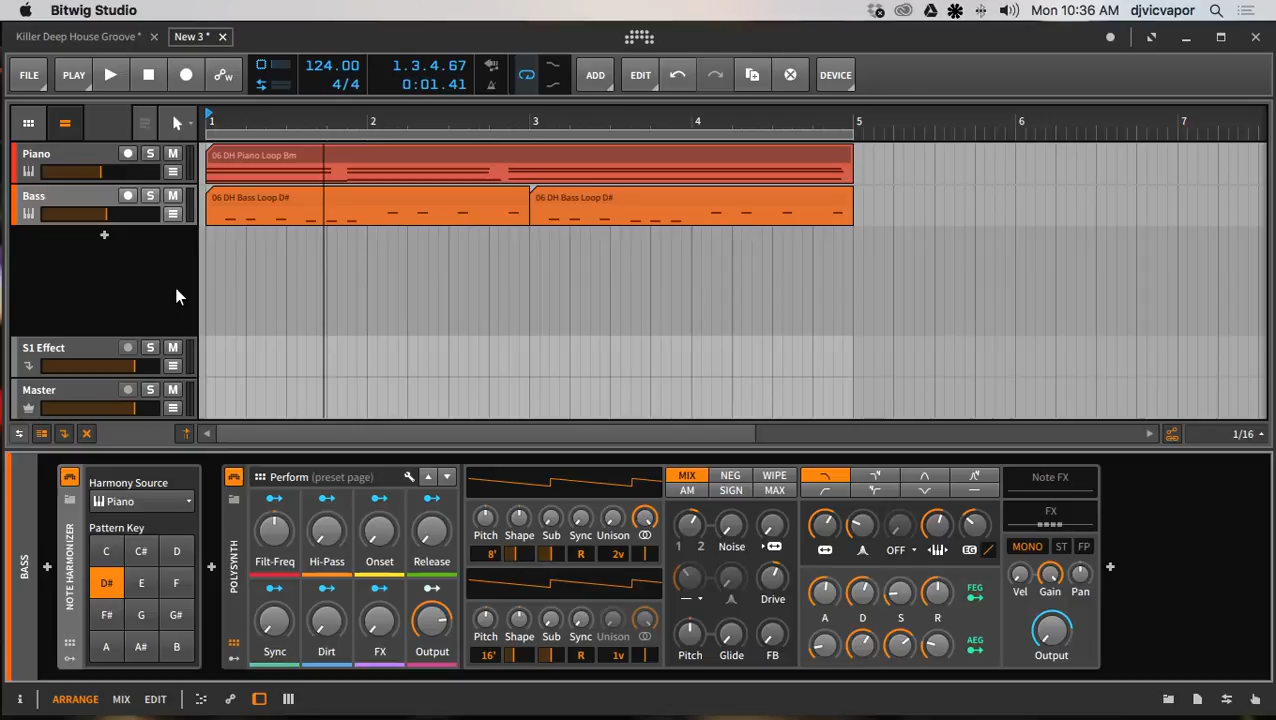 Bitwig Studio
Mon 10:36 AM djvicvapor
Killer Deep House Groove* New 3*
FILE PLAY 124.00 1.3.4.67 ADD EDIT DEVICE
4/4 0:01.41
1 2 3 4 5 6 7
Piano S M 06 DH Piano Loop Bm
Bass S M 06 DH Bass Loop D# 06 DH Bass Loop D#
S1 Effect S M
Master S M
1/16
BASS
NOTE HARMONIZER
Harmony Source
Piano
Pattern Key
C C# D
D# E F
F# G G#
A A# B
POLYSYNTH
Perform (preset page)
Filt-Freq Hi-Pass Onset Release
Sync Dirt FX Output
Pitch Shape Sub Sync Unison
8' R 2v
Pitch Shape Sub Sync Unison
16' R 1v
MIX NEG WIPE
AM SIGN MAX
1 2 Noise
Drive
Pitch Glide FB
OFF EG
A D S R
FEG
AEG
Note FX
FX
MONO ST FP
Vel Gain Pan
Output
i ARRANGE MIX EDIT